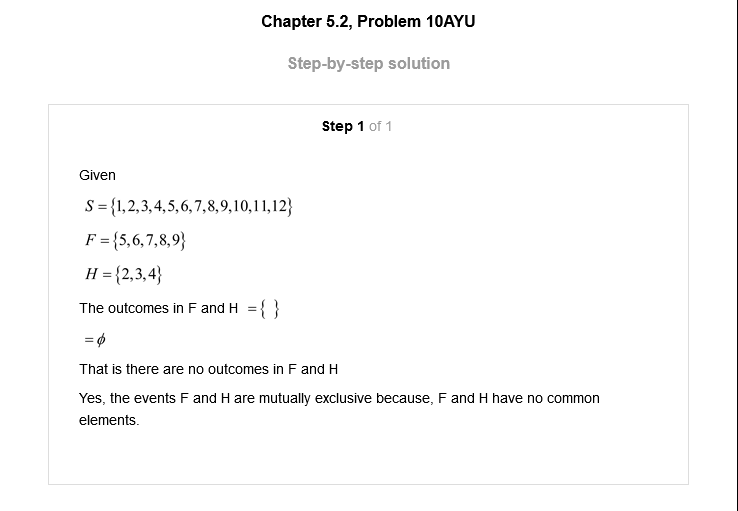 Chapter 5.2, Problem 10AYU
Step-by-step solution
Step 1 of 1
Given
S = {1,2,3,4,5,6,7,8,9,10,11,12}
F = {5,6,7,8,9}
H = {2,3,4}
The outcomes in F and H = { }
= ϕ
That is there are no outcomes in F and H
Yes, the events F and H are mutually exclusive because, F and H have no common
elements.